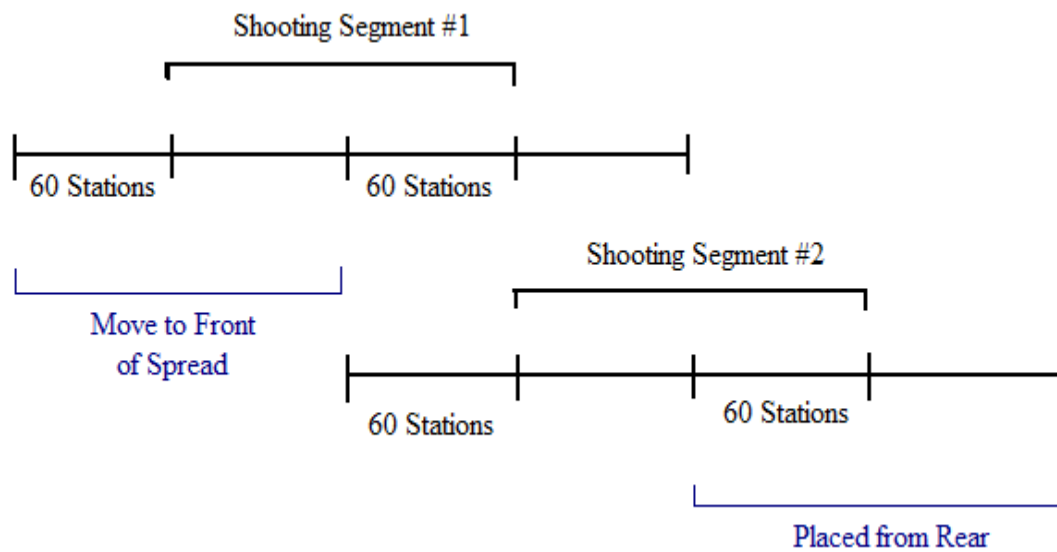 Shooting Segment #1
60 Stations
60 Stations
Shooting Segment #2
Move to Front
of Spread
60 Stations
60 Stations
Placed from Rear